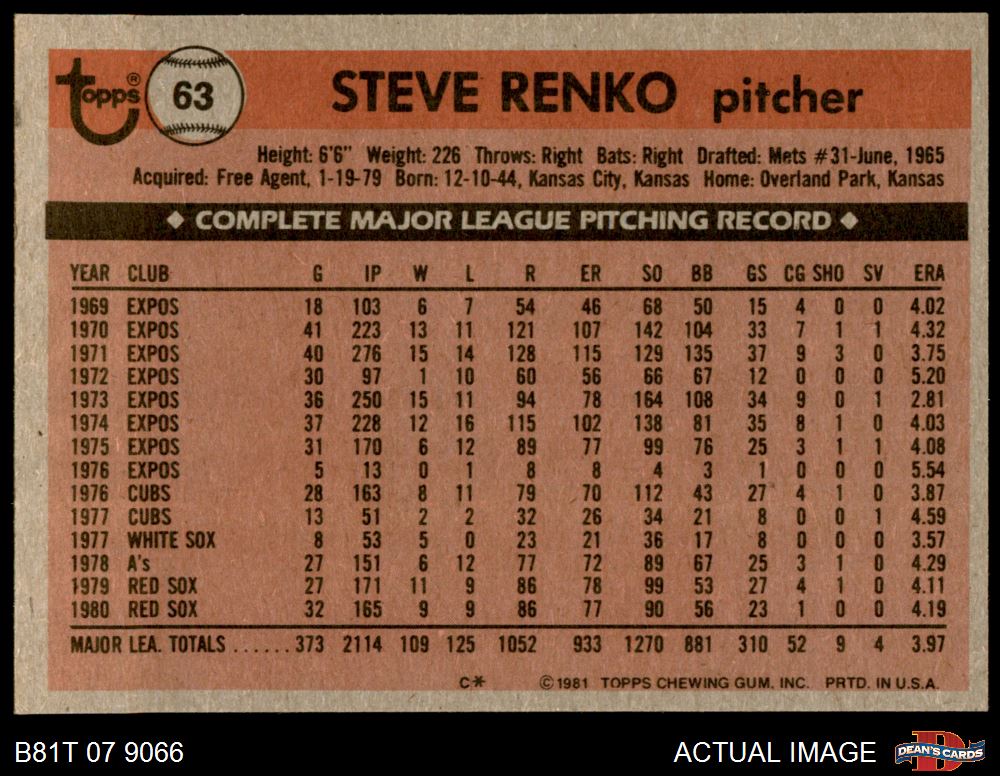 topps® 63 STEVE RENKO pitcher
Height: 6'6" Weight: 226 Throws: Right Bats: Right Drafted: Mets #31-June, 1965
Acquired: Free Agent, 1-19-79 Born: 12-10-44, Kansas City, Kansas Home: Overland Park, Kansas
◆ COMPLETE MAJOR LEAGUE PITCHING RECORD ◆
YEAR CLUB G IP W L R ER SO BB GS CG SHO SV ERA
1969 EXPOS 18 103 6 7 54 46 68 50 15 4 0 0 4.02
1970 EXPOS 41 223 13 11 121 107 142 104 33 7 1 1 4.32
1971 EXPOS 40 276 15 14 128 115 129 135 37 9 3 0 3.75
1972 EXPOS 30 97 1 10 60 56 66 67 12 0 0 0 5.20
1973 EXPOS 36 250 15 11 94 78 164 108 34 9 0 1 2.81
1974 EXPOS 37 228 12 16 115 102 138 81 35 8 1 0 4.03
1975 EXPOS 31 170 6 12 89 77 99 76 25 3 1 1 4.08
1976 EXPOS 5 13 0 1 8 8 4 3 1 0 0 0 5.54
1976 CUBS 28 163 8 11 79 70 112 43 27 4 1 0 3.87
1977 CUBS 13 51 2 2 32 26 34 21 8 0 0 1 4.59
1977 WHITE SOX 8 53 5 0 23 21 36 17 8 0 0 0 3.57
1978 A's 27 151 6 12 77 72 89 67 25 3 1 0 4.29
1979 RED SOX 27 171 11 9 86 78 99 53 27 4 1 0 4.11
1980 RED SOX 32 165 9 9 86 77 90 56 23 1 0 0 4.19
MAJOR LEA. TOTALS ...... 373 2114 109 125 1052 933 1270 881 310 52 9 4 3.97
C* ©1981 TOPPS CHEWING GUM, INC. PRTD. IN U.S.A.
B81T 07 9066 ACTUAL IMAGE D DEAN'S CARDS